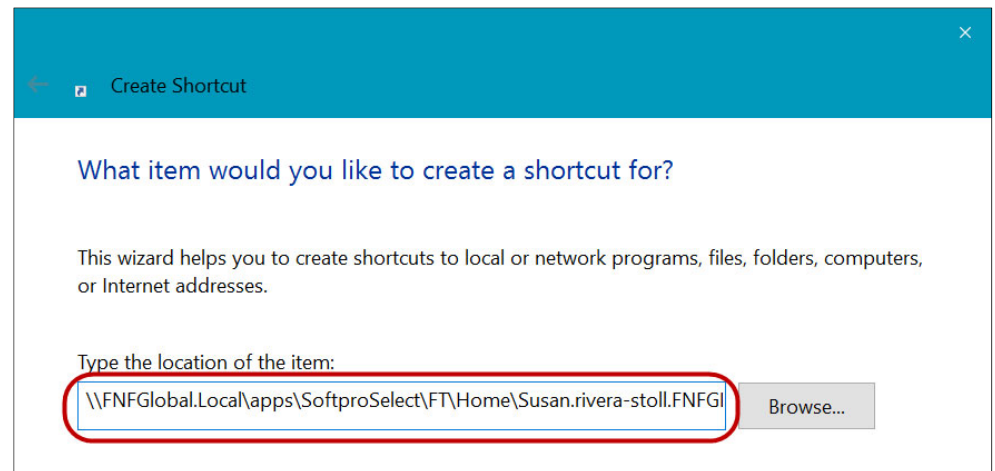 Create Shortcut
What item would you like to create a shortcut for?
This wizard helps you to create shortcuts to local or network programs, files, folders, computers,
or Internet addresses.
Type the location of the item:
\\FNFGlobal.Local\apps\SoftproSelect\FT\Home\Susan.rivera-stoll.FNFGl
Browse...